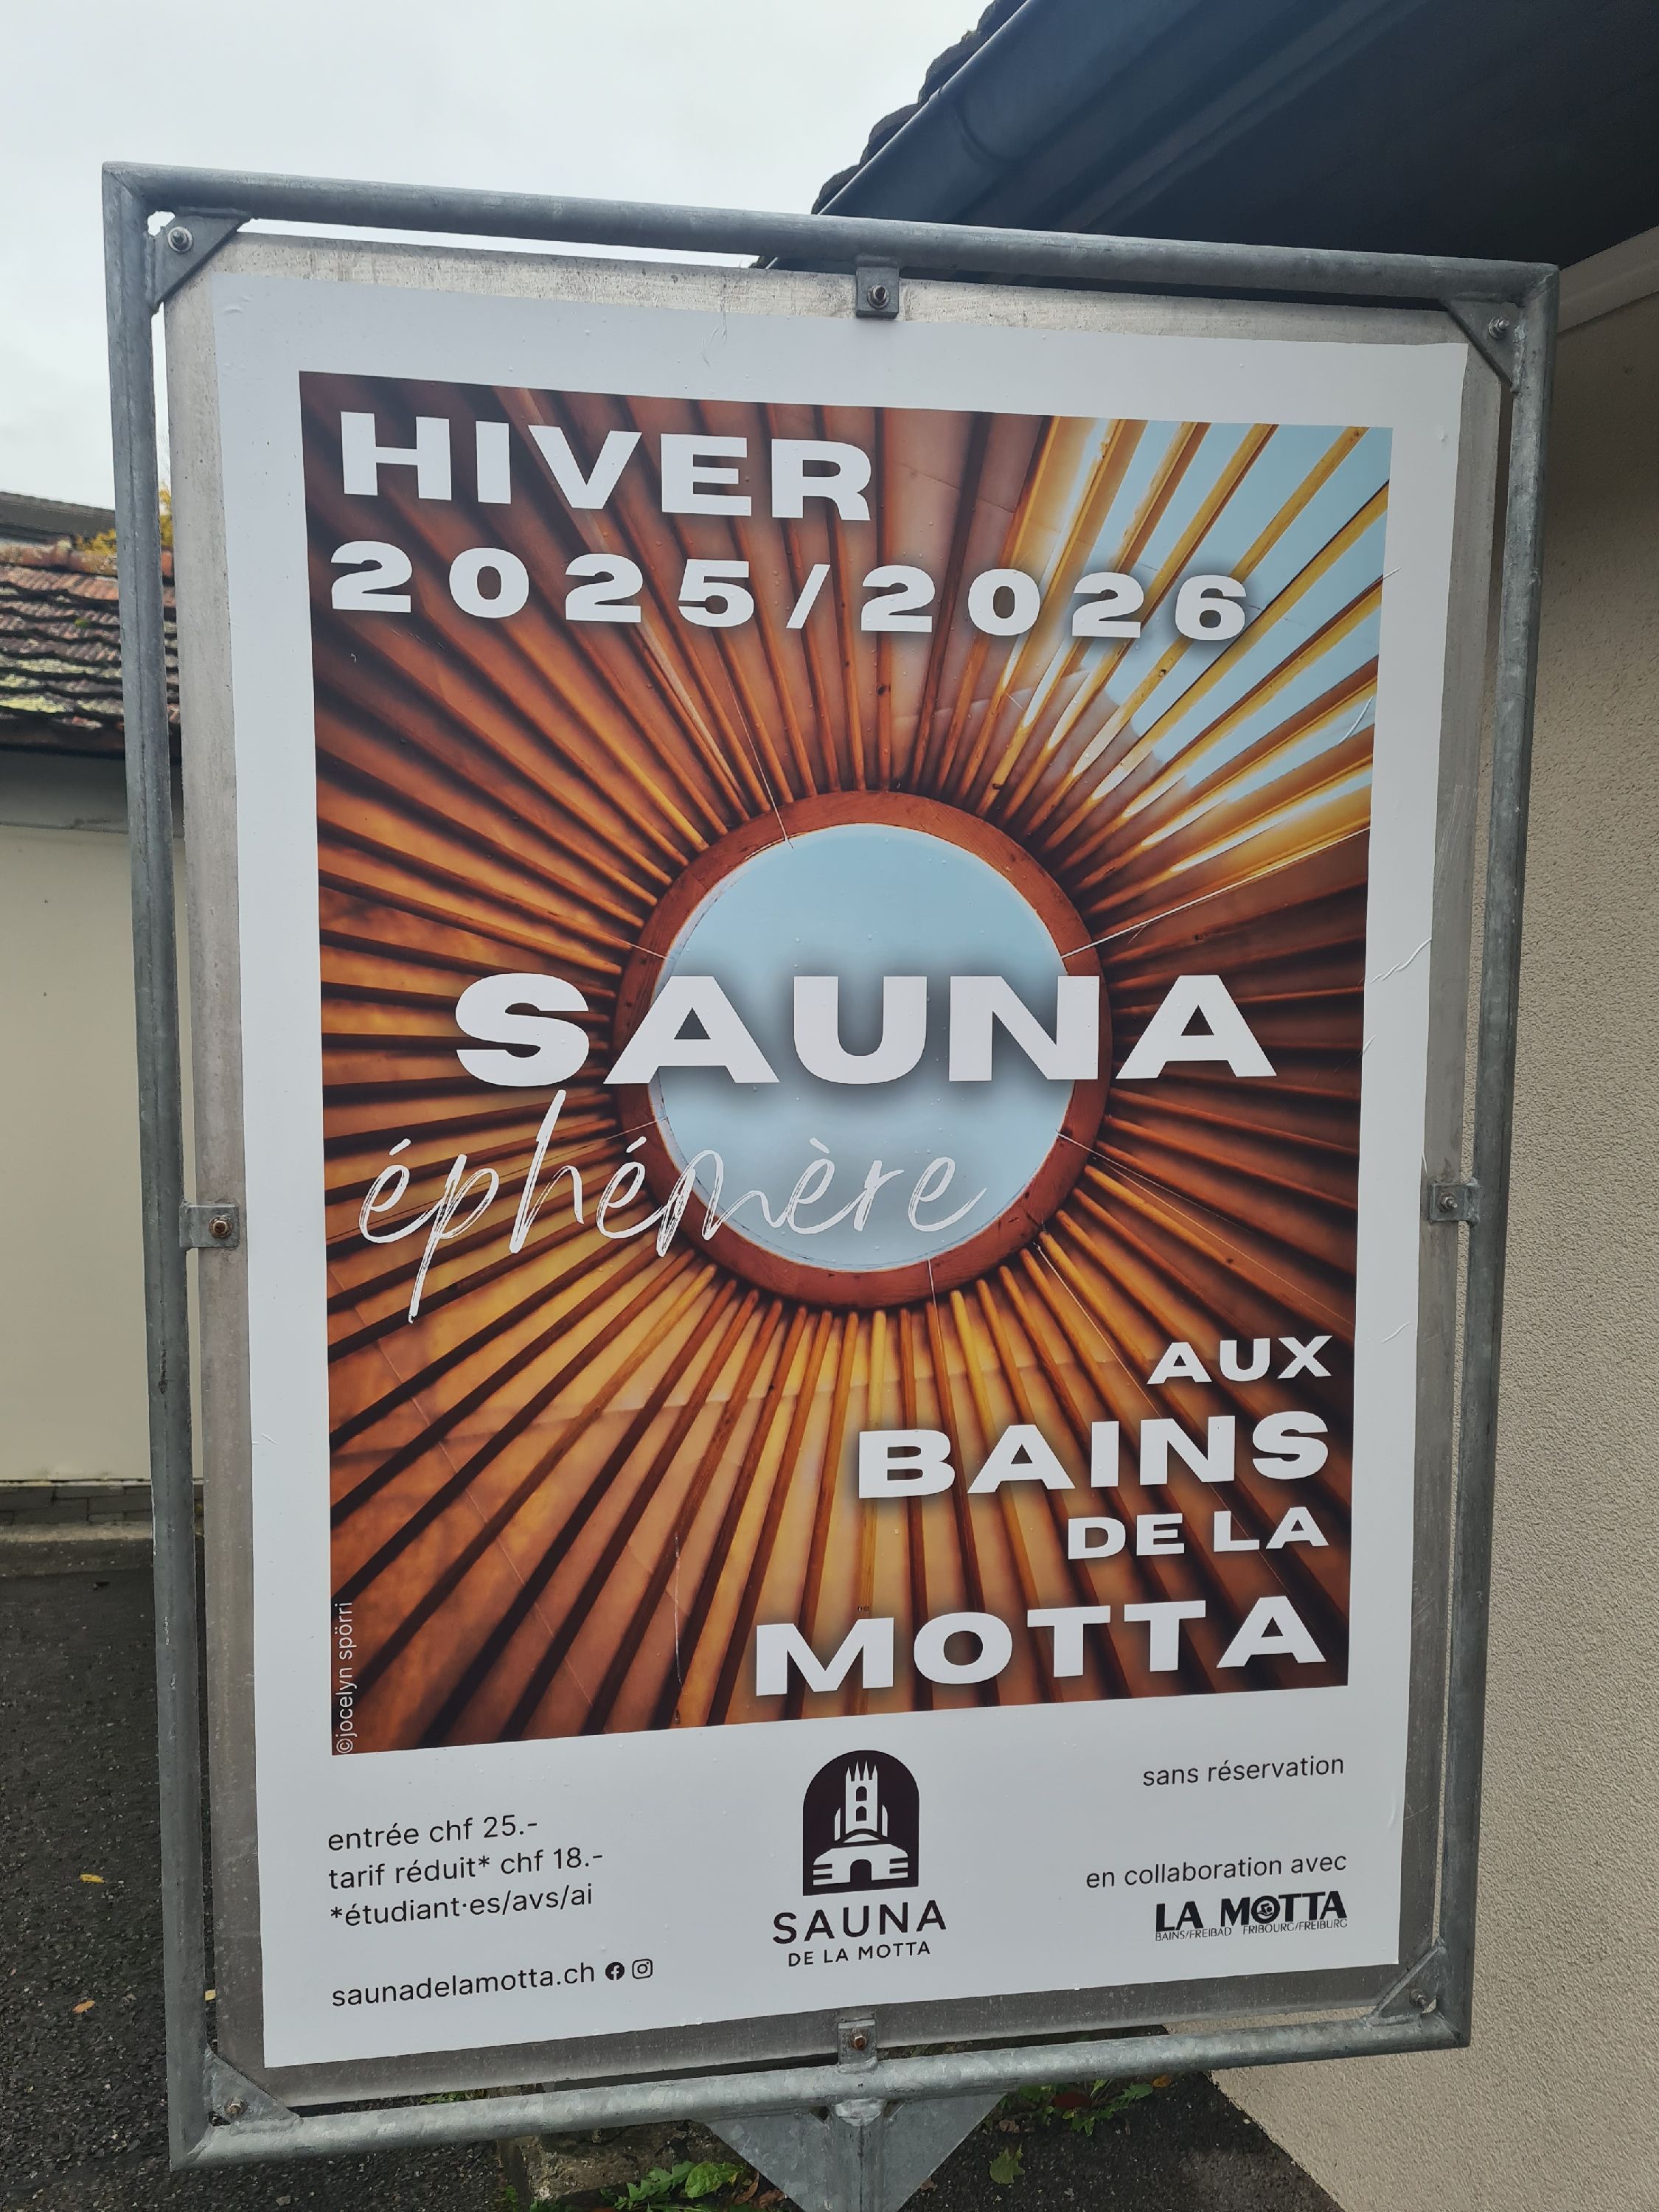 HIVER
2025/2026
SAUNA
éphémère
AUX
BAINS
DE LA
MOTTA
©jocelyn spörri
entrée chf 25.-
tarif réduit* chf 18.-
*étudiant·es/avs/ai
saunadelamotta.ch
SAUNA
DE LA MOTTA
sans réservation
en collaboration avec
LA MOTTA
BAINS/FREIBAD FRIBOURG/FREIBURG